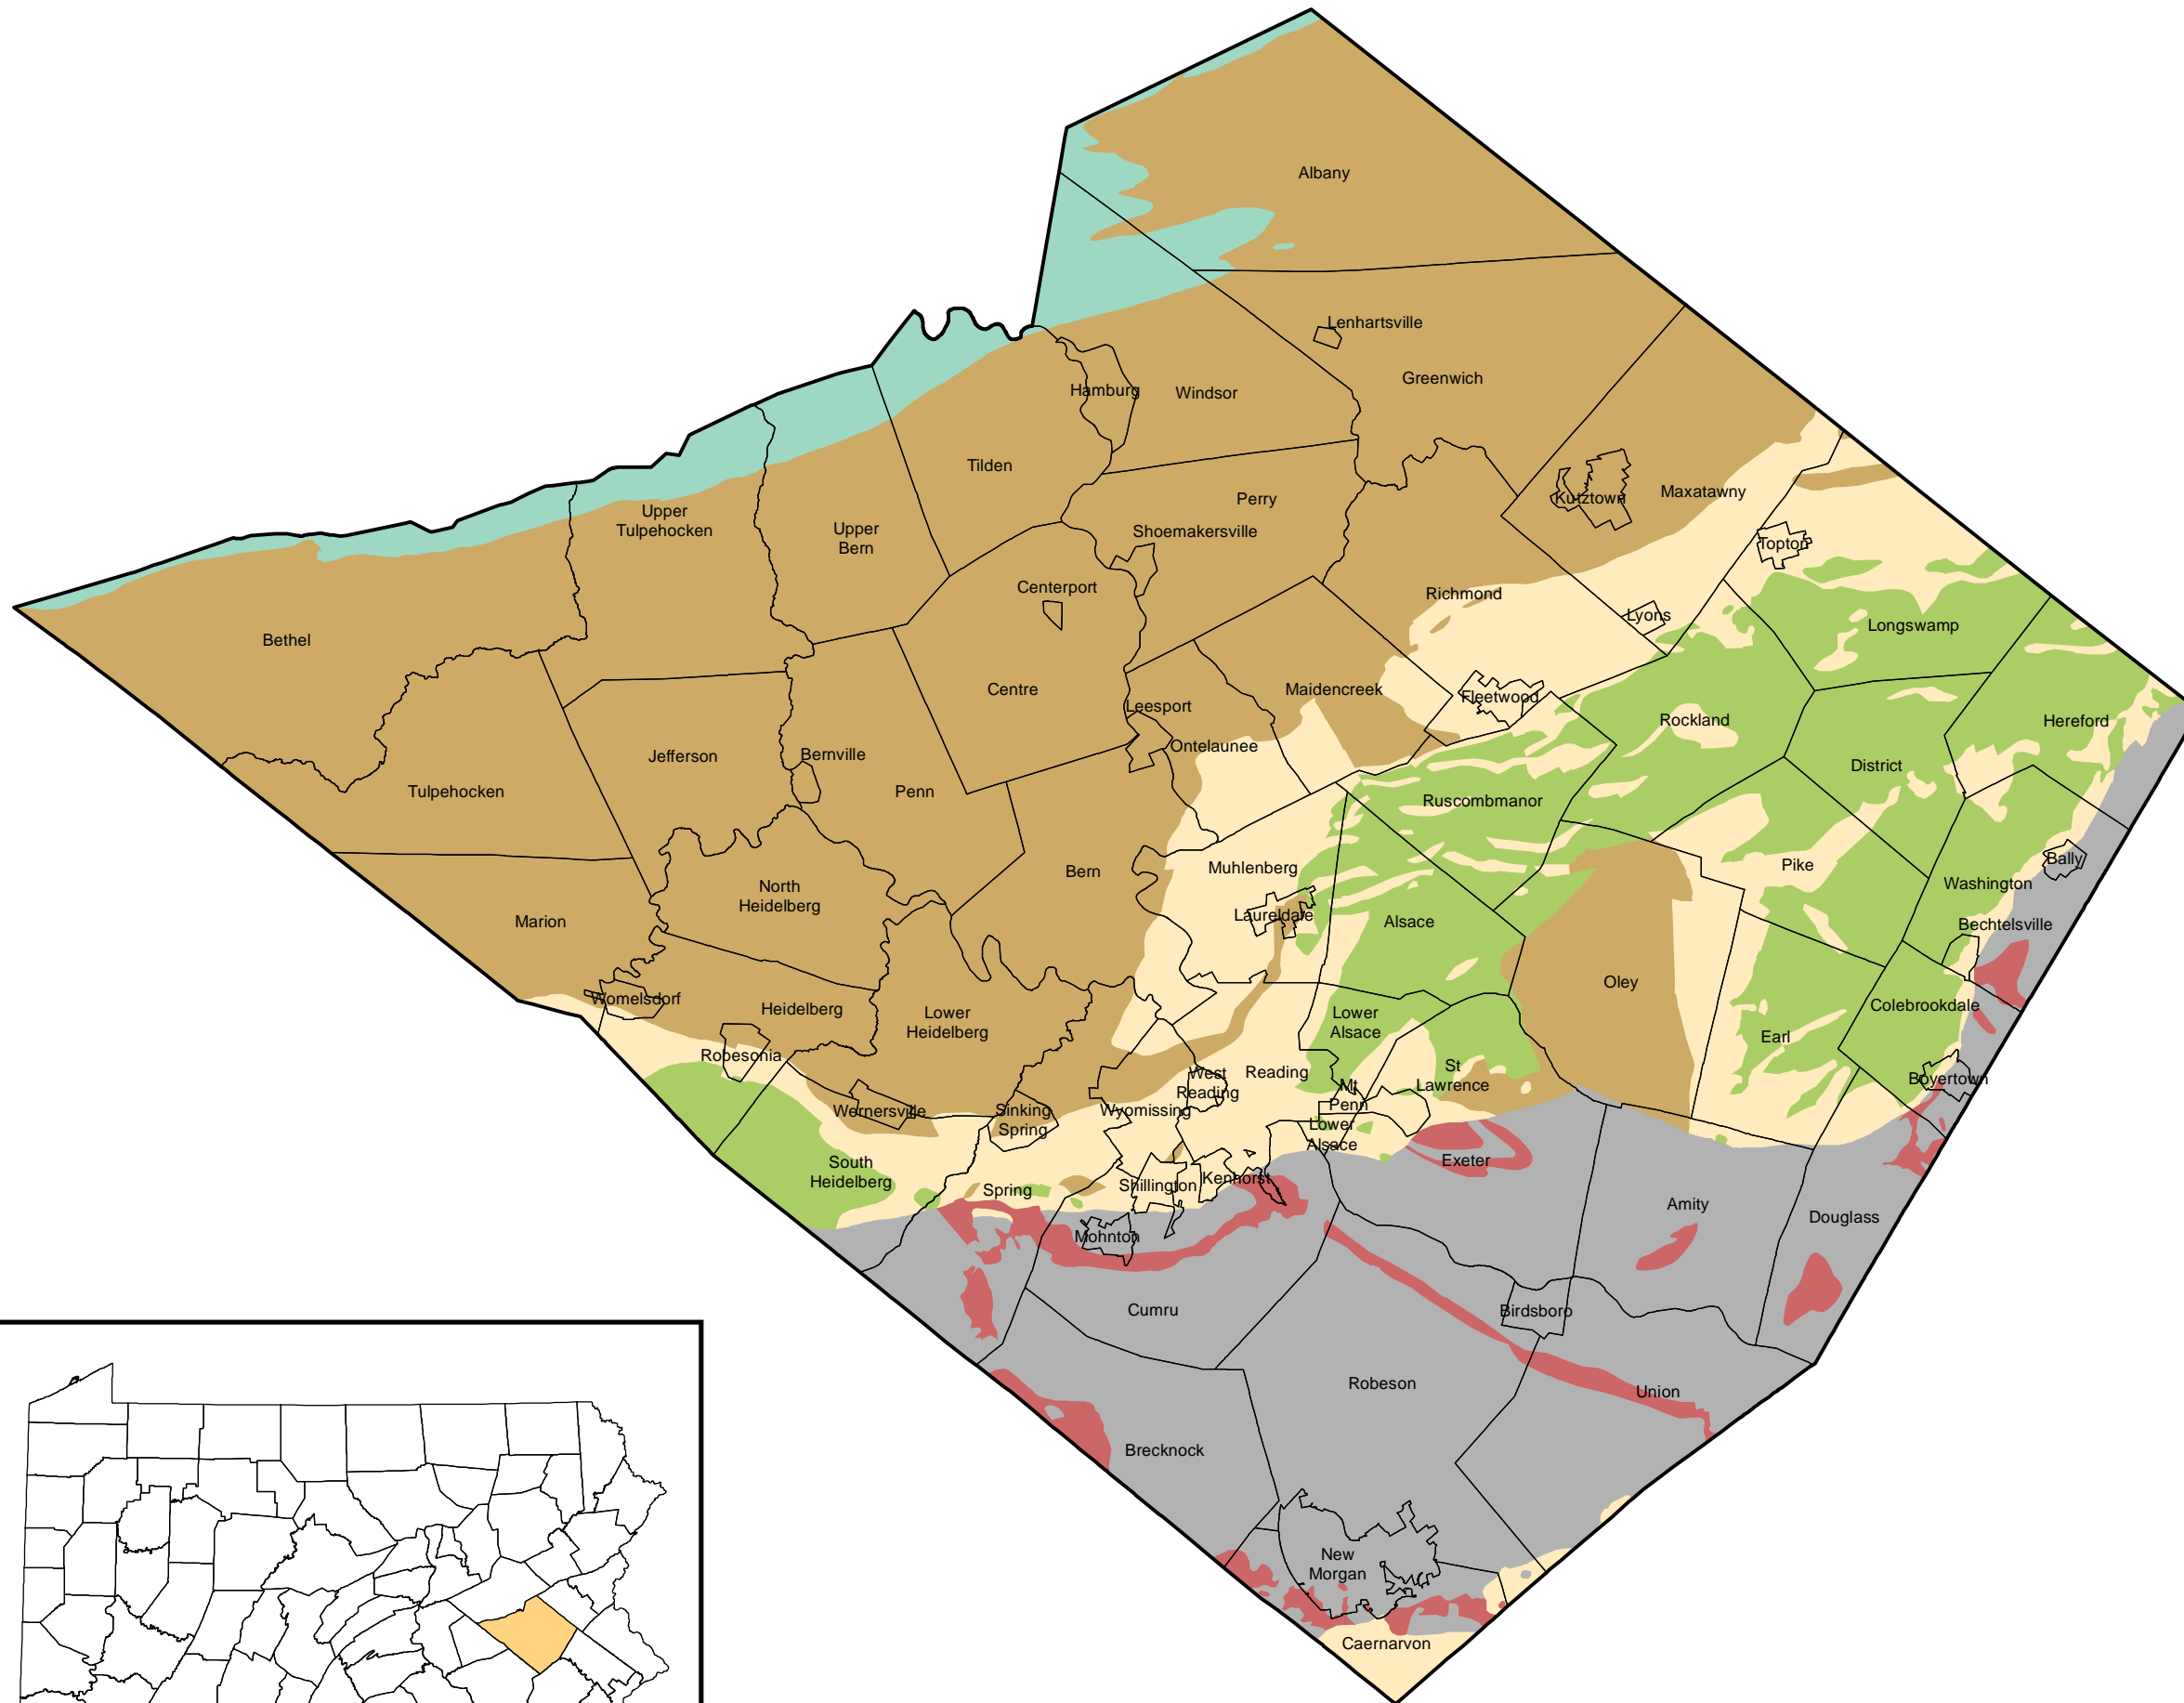 Albany
Lenhartsville
Greenwich
Hamburg
Windsor
Tilden
Kutztown
Maxatawny
Perry
Upper
Tulpehocken
Upper
Bern
Shoemakersville
Topton
Centerport
Richmond
Lyons
Longswamp
Bethel
Centre
Maidencreek
Fleetwood
Leesport
Rockland
Hereford
Ontelaunee
Jefferson
Bernville
District
Tulpehocken
Penn
Ruscombmanor
Muhlenberg
Pike
Bally
Bern
Washington
North
Heidelberg
Laureldale
Alsace
Marion
Bechtelsville
Oley
Womelsdorf
Heidelberg
Lower
Heidelberg
Lower
Alsace
Colebrookdale
Earl
Robesonia
Reading
West
Reading
St
Lawrence
Boyertown
Mt
Penn
Wernersville
Sinking
Spring
Wyomissing
Lower
Alsace
Exeter
South
Heidelberg
Spring
Shillington
Kenhorst
Amity
Douglass
Mohnton
Cumru
Birdsboro
Robeson
Union
Brecknock
New
Morgan
Caernarvon